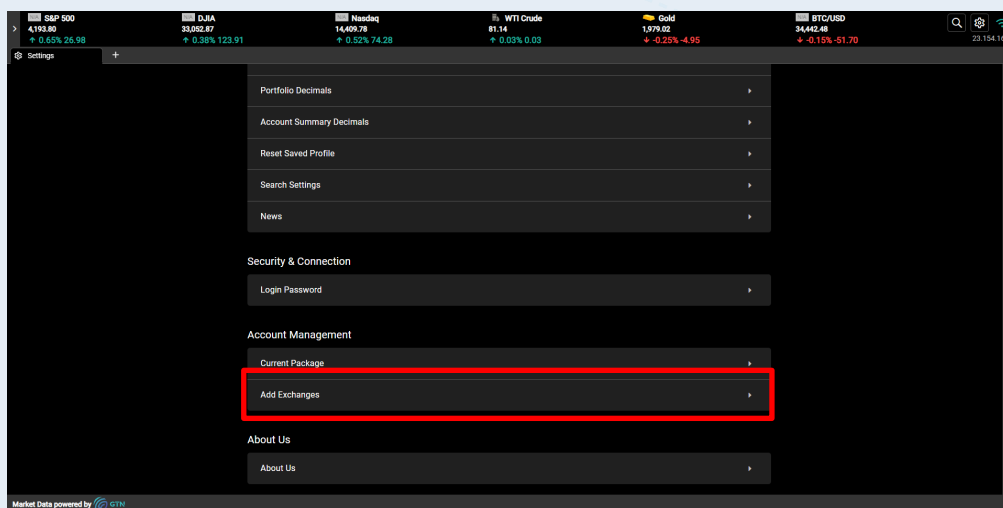 S&P 500 DJIA Nasdaq WTI Crude Gold BTC/USD
4,193.80 33,052.87 14,409.78 81.14 1,979.02 34,442.48
↑ 0.65% 26.98 ↑ 0.38% 123.91 ↑ 0.52% 74.28 ↑ 0.03% 0.03 ↓ -0.25% -4.95 ↓ -0.15% -51.70
Settings +
Portfolio Decimals
Account Summary Decimals
Reset Saved Profile
Search Settings
News
Security & Connection
Login Password
Account Management
Current Package
Add Exchanges
About Us
About Us
Market Data powered by GTN